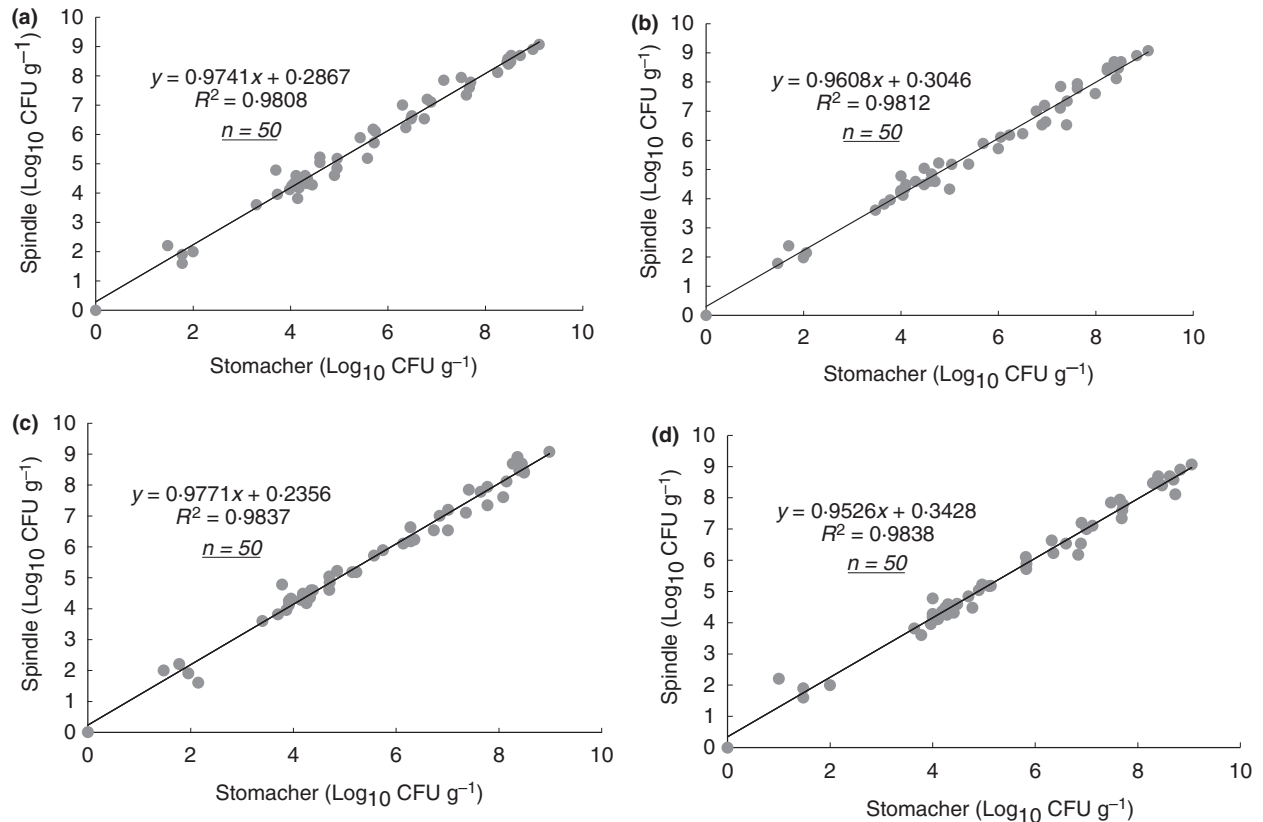 (a)
10
9
8
7
6
5
4
3
2
1
0
Spindle (Log10 CFU g–1)
y = 0·9741x + 0·2867
R2 = 0·9808
n = 50
0 2 4 6 8 10
Stomacher (Log10 CFU g–1)
(b)
10
9
8
7
6
5
4
3
2
1
0
Spindle (Log10 CFU g–1)
y = 0·9608x + 0·3046
R2 = 0·9812
n = 50
0 2 4 6 8 10
Stomacher (Log10 CFU g–1)
(c)
10
9
8
7
6
5
4
3
2
1
0
Spindle (Log10 CFU g–1)
y = 0·9771x + 0·2356
R2 = 0·9837
n = 50
0 2 4 6 8 10
Stomacher (Log10 CFU g–1)
(d)
10
9
8
7
6
5
4
3
2
1
0
Spindle (Log10 CFU g–1)
y = 0·9526x + 0·3428
R2 = 0·9838
n = 50
0 2 4 6 8 10
Stomacher (Log10 CFU g–1)